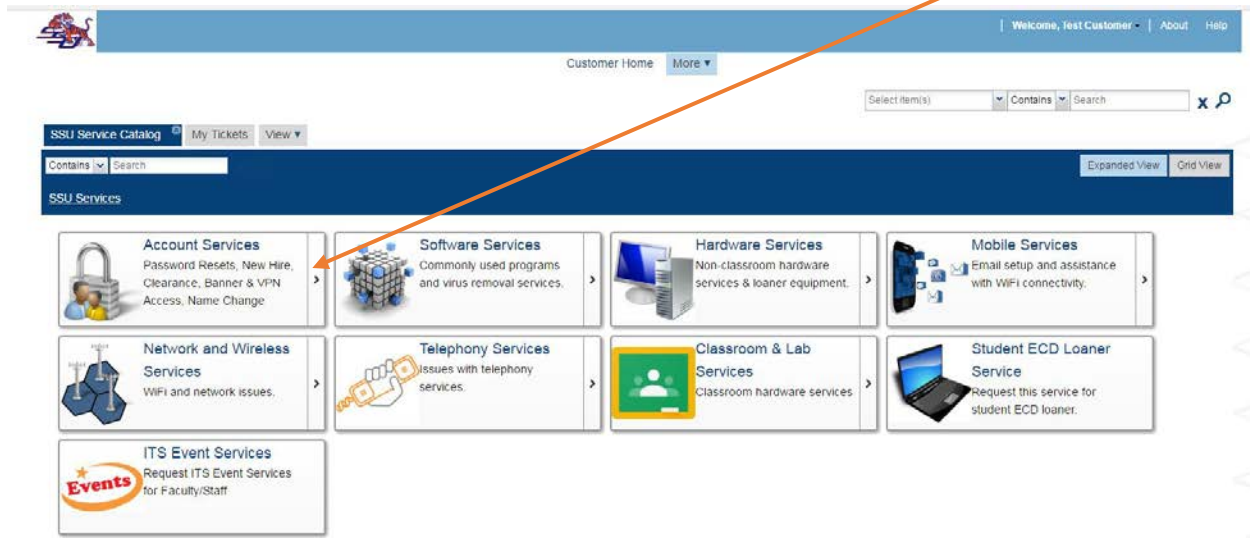 Welcome, Test Customer | About Help
Customer Home More
Select item(s) Contains Search X
SSU Service Catalog My Tickets View
Contains Search
Expanded View Grid View
SSU Services
Account Services
Password Resets, New Hire,
Clearance, Banner & VPN
Access, Name Change
Software Services
Commonly used programs
and virus removal services.
Hardware Services
Non-classroom hardware
services & loaner equipment.
Mobile Services
Email setup and assistance
with WiFi connectivity.
Network and Wireless
Services
WiFi and network issues.
Telephony Services
Issues with telephony
services.
Classroom & Lab
Services
Classroom hardware services
Student ECD Loaner
Service
Request this service for
student ECD loaner.
Events
ITS Event Services
Request ITS Event Services
for Faculty/Staff